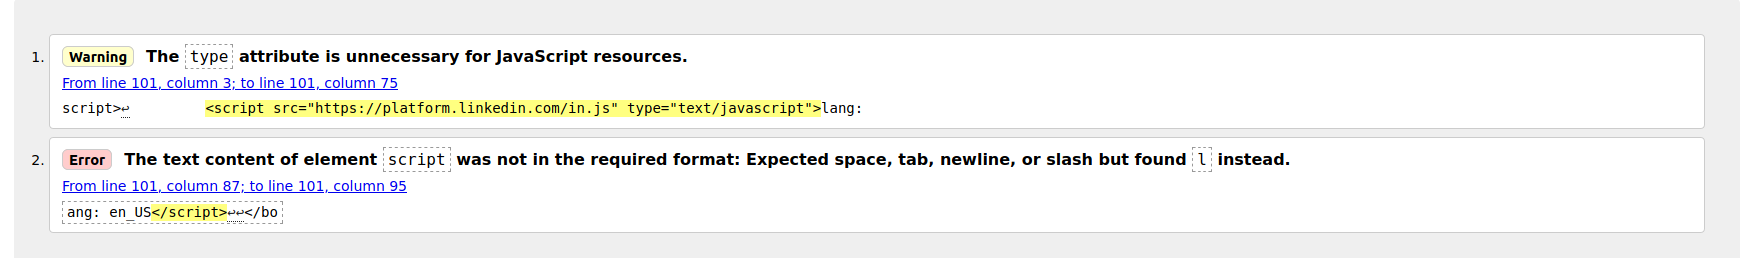 1. Warning The type attribute is unnecessary for JavaScript resources.
From line 101, column 3; to line 101, column 75
script>↩ <script src="https://platform.linkedin.com/in.js" type="text/javascript">lang:
2. Error The text content of element script was not in the required format: Expected space, tab, newline, or slash but found l instead.
From line 101, column 87; to line 101, column 95
ang: en_US</script>↩↩</bo